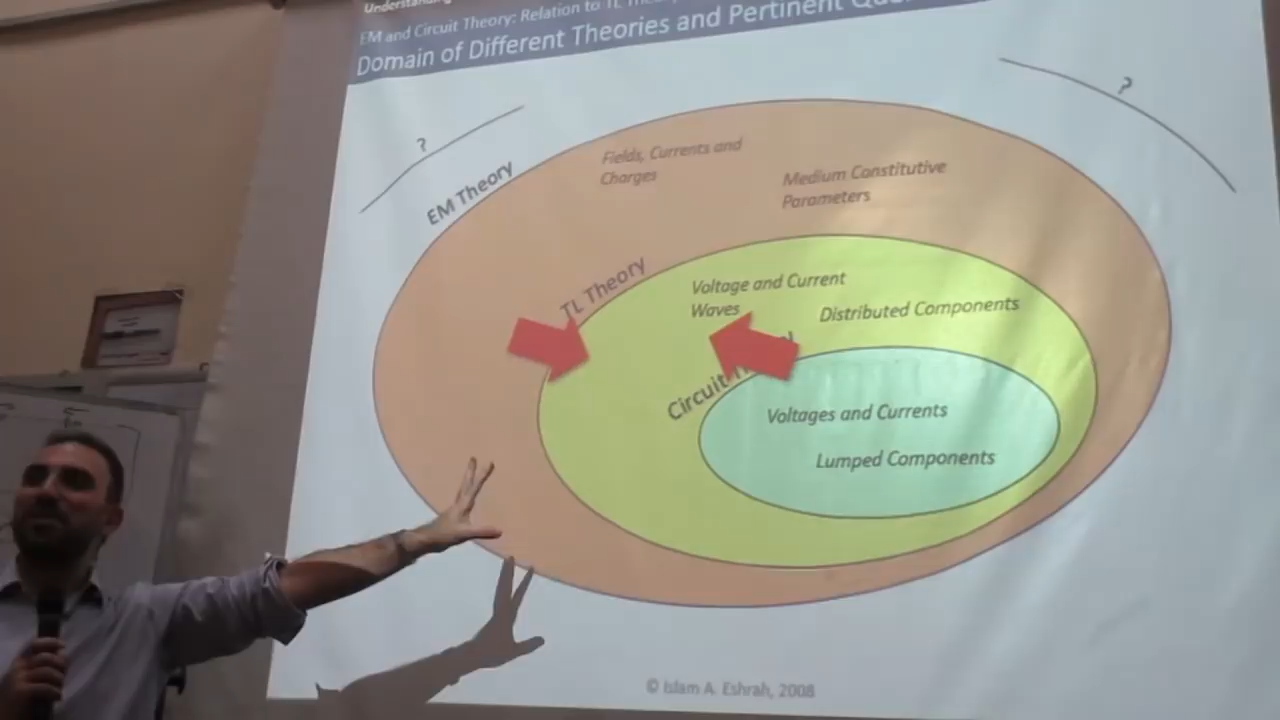 EM and Circuit Theory: Relation to TL
Domain of Different Theories and Pertinent
?
?
EM Theory
Fields, Currents and
Charges
Medium Constitutive
Parameters
TL Theory
Voltage and Current
Waves
Distributed Components
Circuit
Voltages and Currents
Lumped Components
© Islam A. Eshrah, 2008